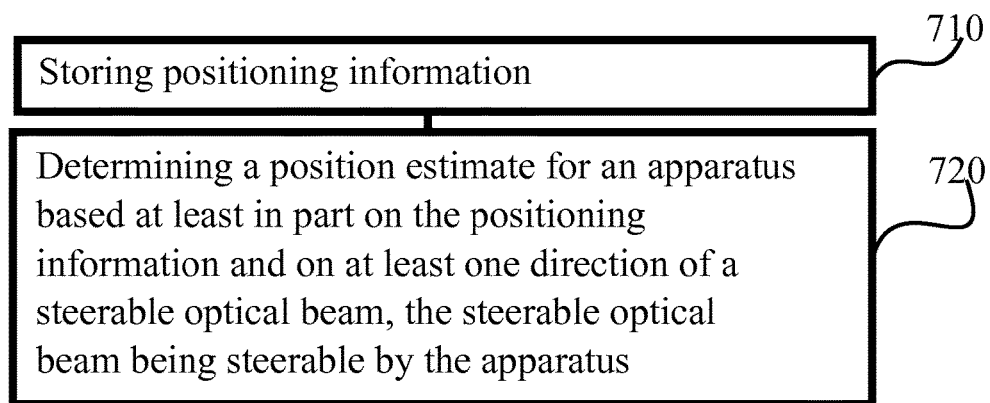 710
Storing positioning information
Determining a position estimate for an apparatus
based at least in part on the positioning
information and on at least one direction of a
steerable optical beam, the steerable optical
beam being steerable by the apparatus
720